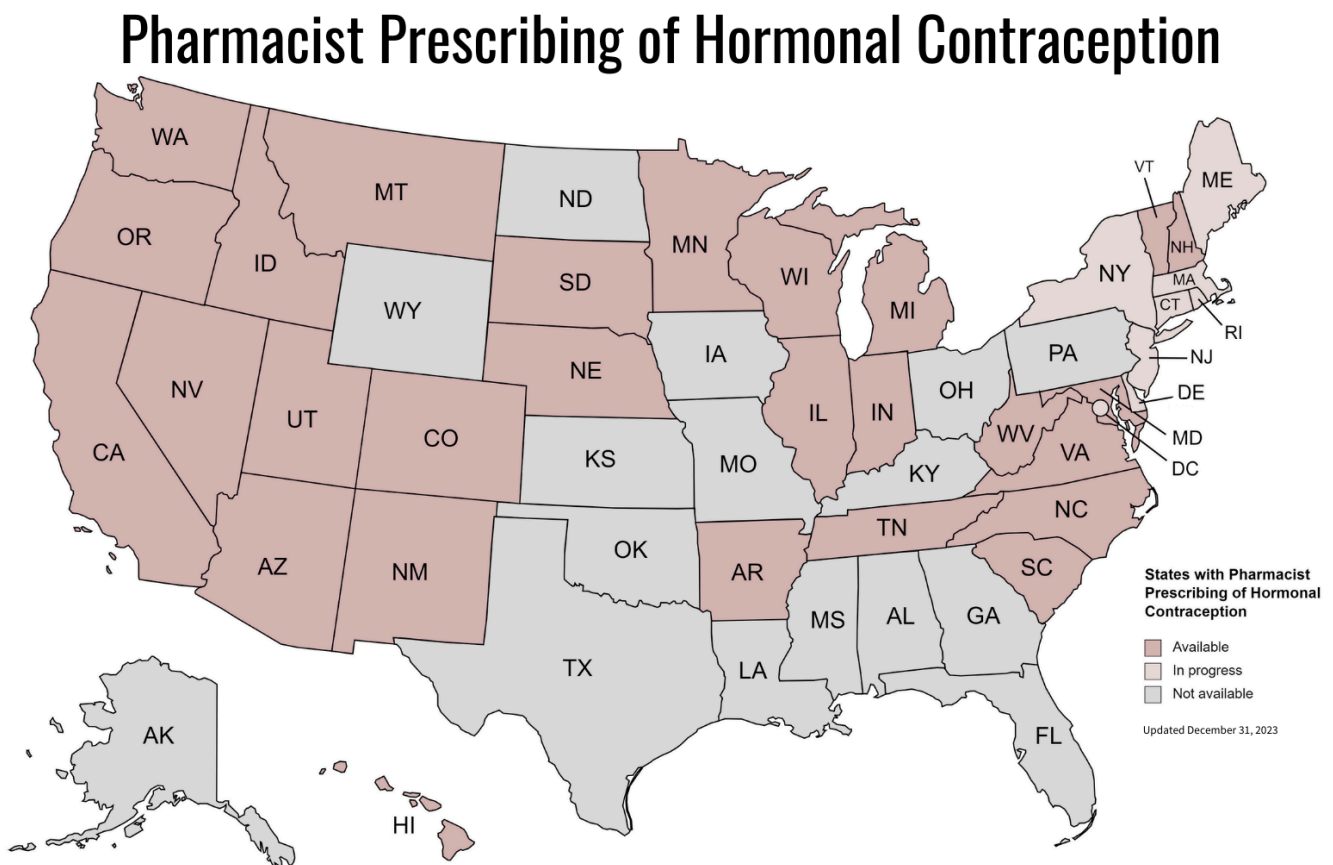 Pharmacist Prescribing of Hormonal Contraception
WA
MT
ND
MN
VT
ME
OR
ID
SD
WI
NH
NY
MA
WY
MI
CT
RI
IA
PA
NJ
NE
OH
DE
NV
UT
CO
IL
IN
WV
MD
CA
KS
MO
KY
VA
DC
NC
TN
OK
AZ
NM
AR
SC
MS
AL
GA
TX
LA
States with Pharmacist
Prescribing of Hormonal
Contraception
Available
In progress
Not available
Updated December 31, 2023
AK
FL
HI